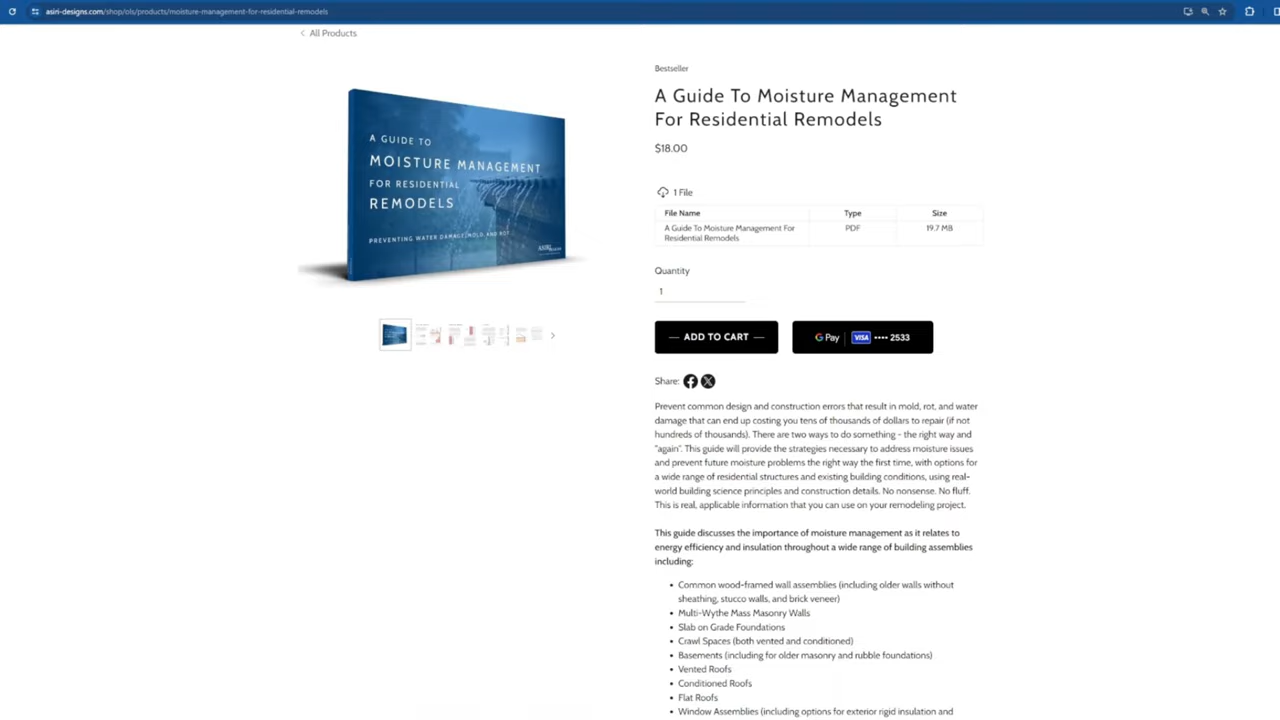 asiri-designs.com/shop/ols/products/moisture-management-for-residential-remodels
All Products
A GUIDE TO
MOISTURE MANAGEMENT
FOR RESIDENTIAL
REMODELS
PREVENTING WATER DAMAGE, MOLD, AND ROT
ASIRI
Bestseller
A Guide To Moisture Management
For Residential Remodels
$18.00
1 File
File Name Type Size
A Guide To Moisture Management For PDF 19.7 MB
Residential Remodels
Quantity
1
— ADD TO CART —
G Pay VISA •••• 2533
Share:
Prevent common design and construction errors that result in mold, rot, and water
damage that can end up costing you tens of thousands of dollars to repair (if not
hundreds of thousands). There are two ways to do something - the right way and
"again". This guide will provide the strategies necessary to address moisture issues
and prevent future moisture problems the right way the first time, with options for
a wide range of residential structures and existing building conditions, using real-
world building science principles and construction details. No nonsense. No fluff.
This is real, applicable information that you can use on your remodeling project.
This guide discusses the importance of moisture management as it relates to
energy efficiency and insulation throughout a wide range of building assemblies
including:
• Common wood-framed wall assemblies (including older walls without
sheathing, stucco walls, and brick veneer)
• Multi-Wythe Mass Masonry Walls
• Slab on Grade Foundations
• Crawl Spaces (both vented and conditioned)
• Basements (including for older masonry and rubble foundations)
• Vented Roofs
• Conditioned Roofs
• Flat Roofs
• Window Assemblies (including options for exterior rigid insulation and